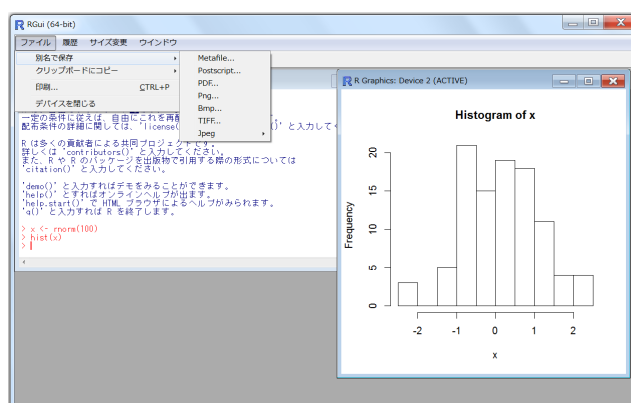 RGui (64-bit)
ファイル 履歴 サイズ変更 ウインドウ
別名で保存
クリップボードにコピー
印刷... CTRL+P
デバイスを閉じる
Metafile...
Postscript...
PDF...
Png...
Bmp...
TIFF...
Jpeg
一定の条件に従えば、自由にこれを再配
配布条件の詳細に関しては、'license( )' と入力して
R は多くの貢献者による共同プロジェクトです。
詳しくは 'contributors()' と入力してください。
また、R や R のパッケージを出版物で引用する際の形式については
'citation()' と入力してください。
'demo()' と入力すればデモをみることができます。
'help()' とすればオンラインヘルプが出ます。
'help.start()' で HTML ブラウザによるヘルプがみられます。
'q()' と入力すれば R を終了します。
> x <- rnorm(100)
> hist(x)
>
R Graphics: Device 2 (ACTIVE)
Histogram of x
Frequency
20
15
10
5
0
-2 -1 0 1 2
x